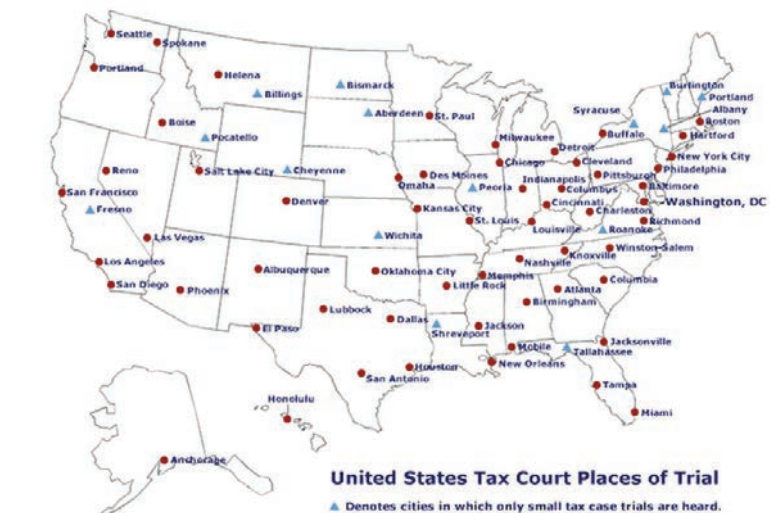 Seattle
Spokane
Portland
Helena
Billings
Bismarck
Aberdeen
St. Paul
Burlington
Portland
Syracuse
Albany
Boston
Buffalo
Hartford
Boise
Pocatello
Milwaukee
Detroit
New York City
Chicago
Cleveland
Philadelphia
Reno
Salt Lake City
Cheyenne
Des Moines
Omaha
Indianapolis
Pittsburgh
Peoria
Columbus
Baltimore
San Francisco
Washington, DC
Denver
Cincinnati
Fresno
Kansas City
Charleston
St. Louis
Louisville
Richmond
Roanoke
Las Vegas
Wichita
Winston-Salem
Knoxville
Nashville
Los Angeles
Albuquerque
Oklahoma City
Memphis
San Diego
Phoenix
Little Rock
Columbia
Atlanta
Birmingham
Lubbock
Dallas
Shreveport
Jackson
El Paso
Jacksonville
Mobile
Tallahassee
New Orleans
Houston
San Antonio
Tampa
Honolulu
Miami
Anchorage
United States Tax Court Places of Trial
Denotes cities in which only small tax case trials are heard.